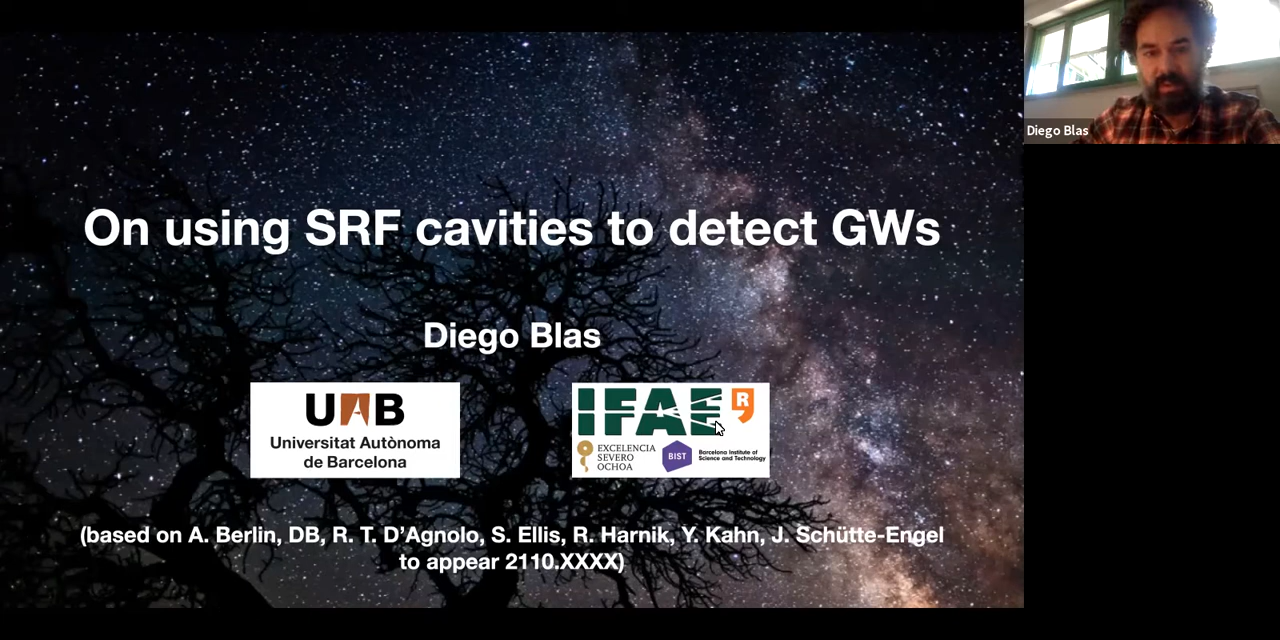 On using SRF cavities to detect GWs
Diego Blas
UAB
Universitat Autònoma
de Barcelona
IFAE R
EXCELENCIA
SEVERO
OCHOA
BIST
Barcelona Institute of
Science and Technology
(based on A. Berlin, DB, R. T. D’Agnolo, S. Ellis, R. Harnik, Y. Kahn, J. Schütte-Engel
to appear 2110.XXXX)
Diego Blas